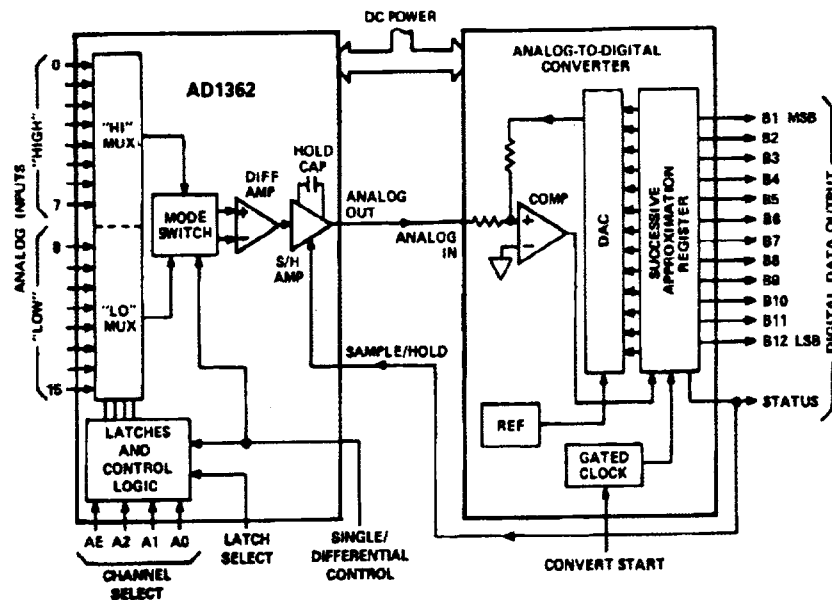 DC POWER
AD1362
ANALOG-TO-DIGITAL
CONVERTER
ANALOG INPUTS
"HIGH"
"LOW"
0
7
8
15
"HI"
MUX
"LO"
MUX
MODE
SWITCH
DIFF
AMP
HOLD
CAP
S/H
AMP
ANALOG
OUT
ANALOG
IN
SAMPLE/HOLD
LATCHES
AND
CONTROL
LOGIC
AE A2 A1 A0
CHANNEL
SELECT
LATCH
SELECT
SINGLE/
DIFFERENTIAL
CONTROL
COMP
+
−
+
−
DAC
SUCCESSIVE
APPROXIMATION
REGISTER
REF
GATED
CLOCK
CONVERT START
B1 MSB
B2
B3
B4
B5
B6
B7
B8
B9
B10
B11
B12 LSB
STATUS
DIGITAL DATA OUTPUT